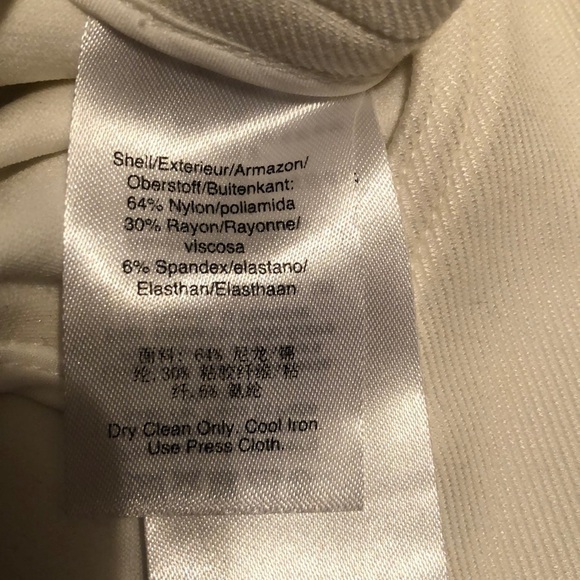 Shell/Exterieur/Armazon/
Oberstoff/Buitenkant:
64% Nylon/poliamida
30% Rayon/Rayonne/
viscosa
6% Spandex/elastano/
Elasthan/Elasthaan
面料: 64% 尼龙/锦
纶,30% 粘胶纤维/粘
纤,6% 氨纶
Dry Clean Only. Cool Iron
Use Press Cloth.